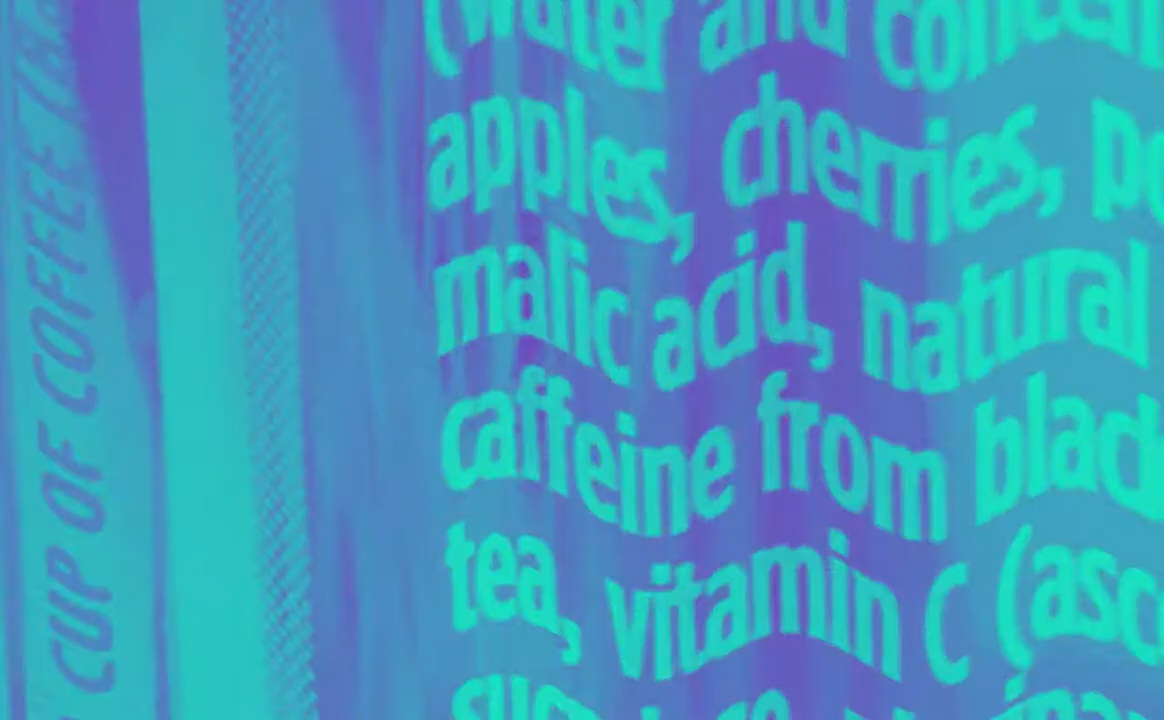 CUP OF COFFEE
(water and
apples, cherries,
malic acid, natural
caffeine from black
tea, vitamin C